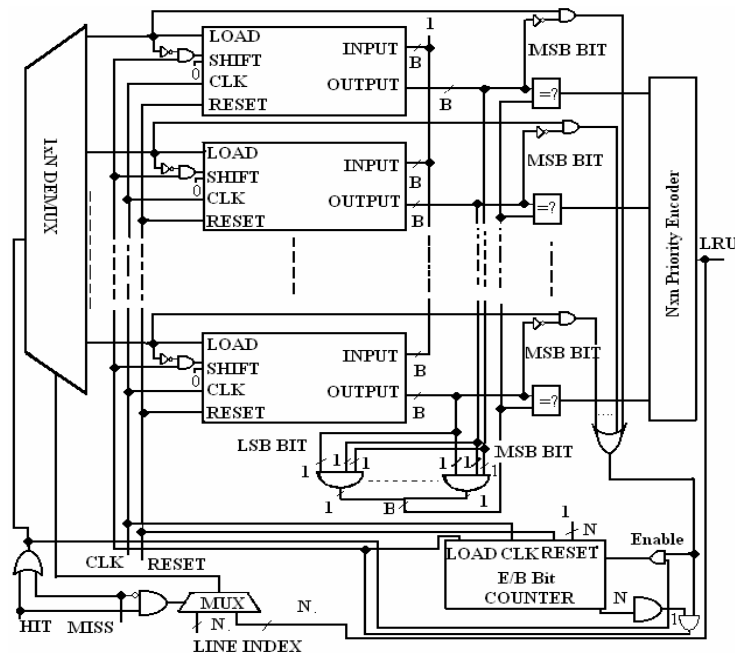 1
LOAD
INPUT
MSB BIT
SHIFT
0
B
CLK
OUTPUT
=?
RESET
B
B
1xN DEMUX
LOAD
INPUT
MSB BIT
SHIFT
0
B
CLK
OUTPUT
=?
RESET
B
Nxn Priority Encoder
LRU
LOAD
INPUT
MSB BIT
SHIFT
0
B
CLK
OUTPUT
=?
RESET
B
LSB BIT
MSB BIT
1 1 1 1 1 1
1 1
B
1 N
CLK RESET
Enable
LOAD CLK RESET
E/B Bit
COUNTER
N
1
MUX
N.
HIT MISS
N.
LINE INDEX